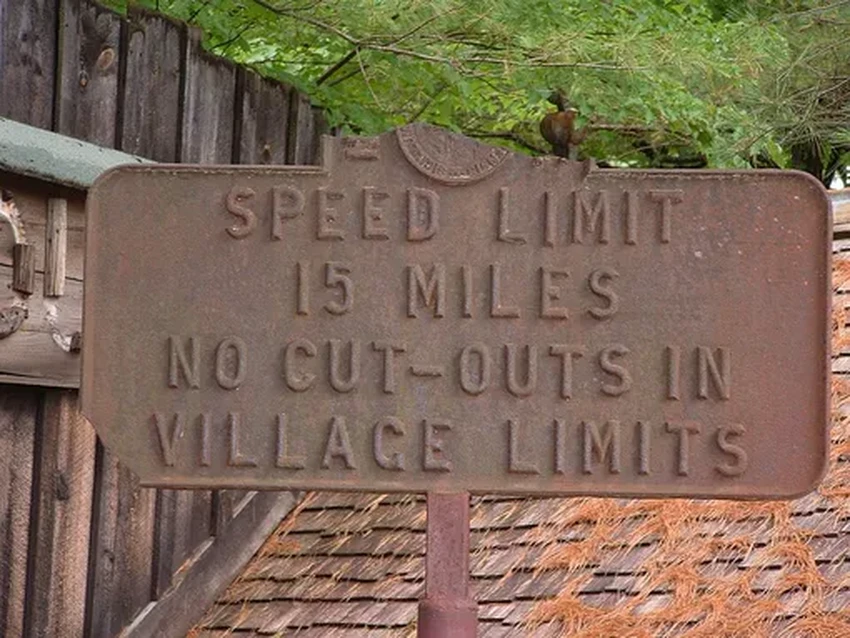 SPEED LIMIT
15 MILES
NO CUT-OUTS IN
VILLAGE LIMITS